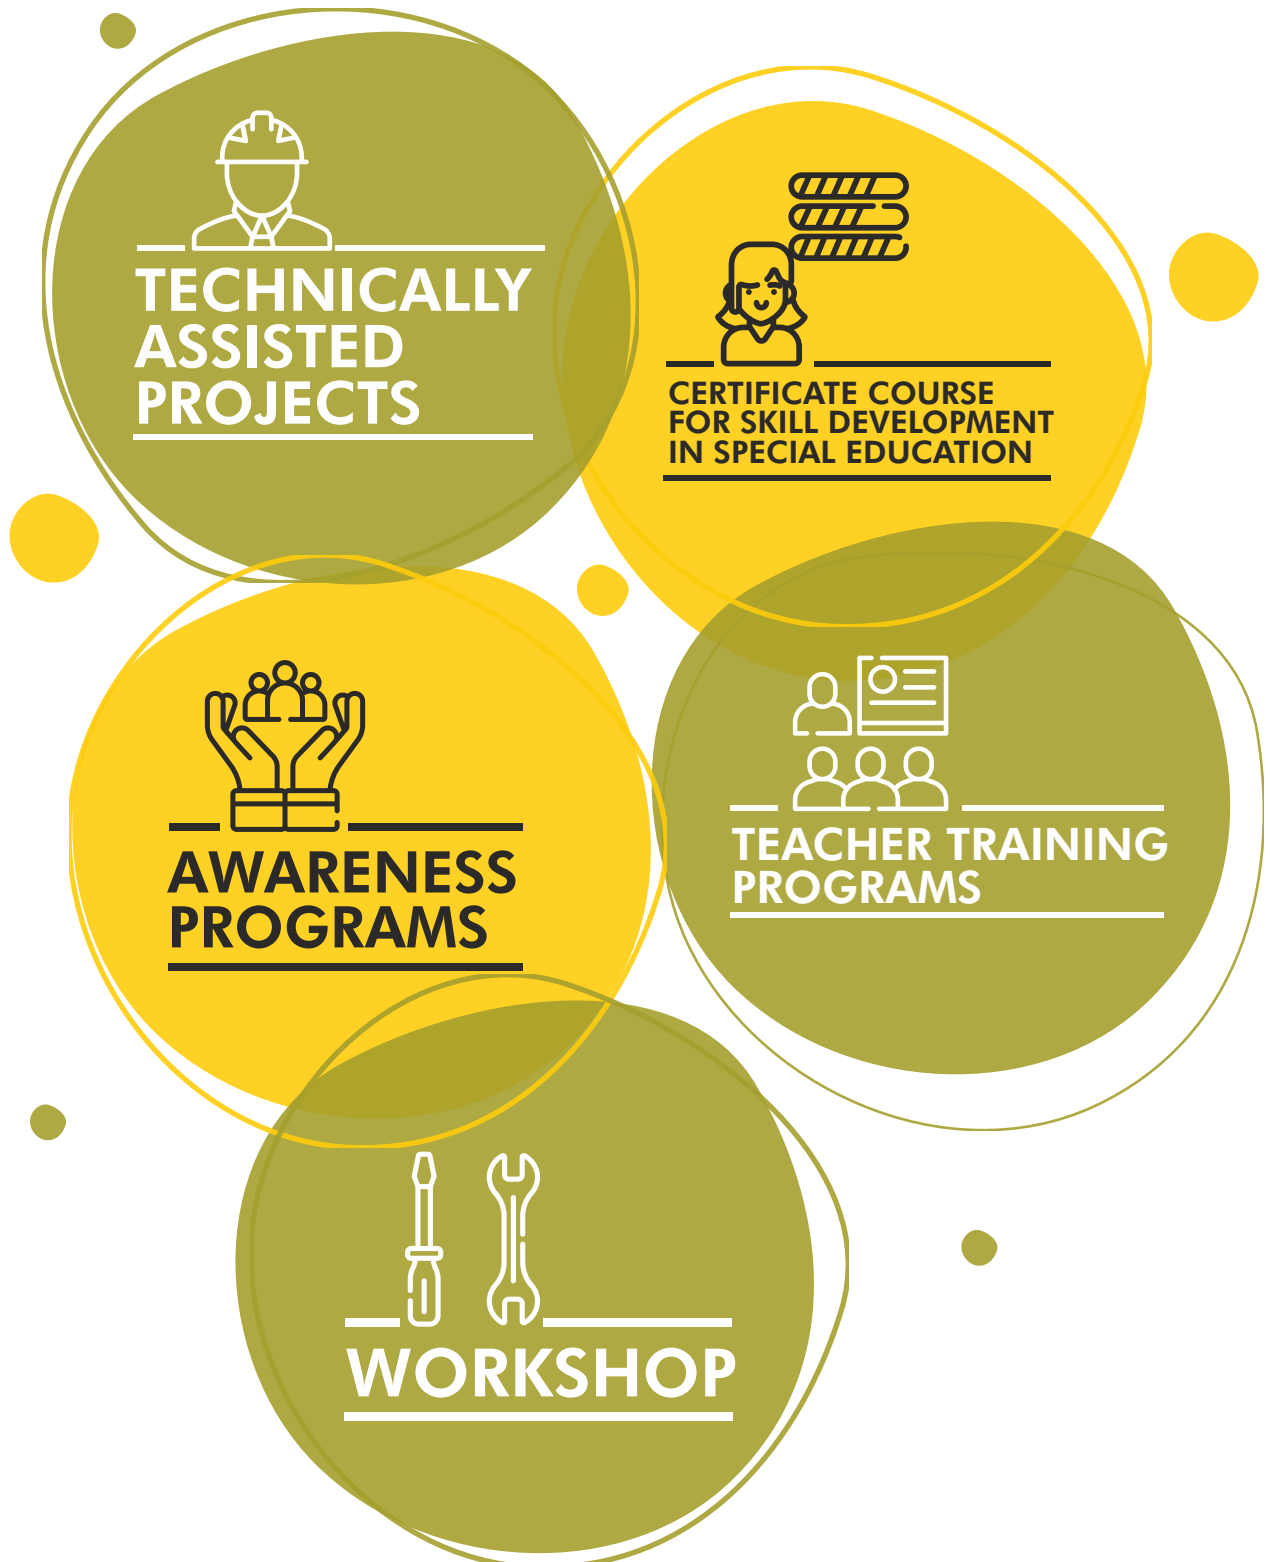 TECHNICALLY
ASSISTED
PROJECTS
CERTIFICATE COURSE
FOR SKILL DEVELOPMENT
IN SPECIAL EDUCATION
AWARENESS
PROGRAMS
TEACHER TRAINING
PROGRAMS
WORKSHOP